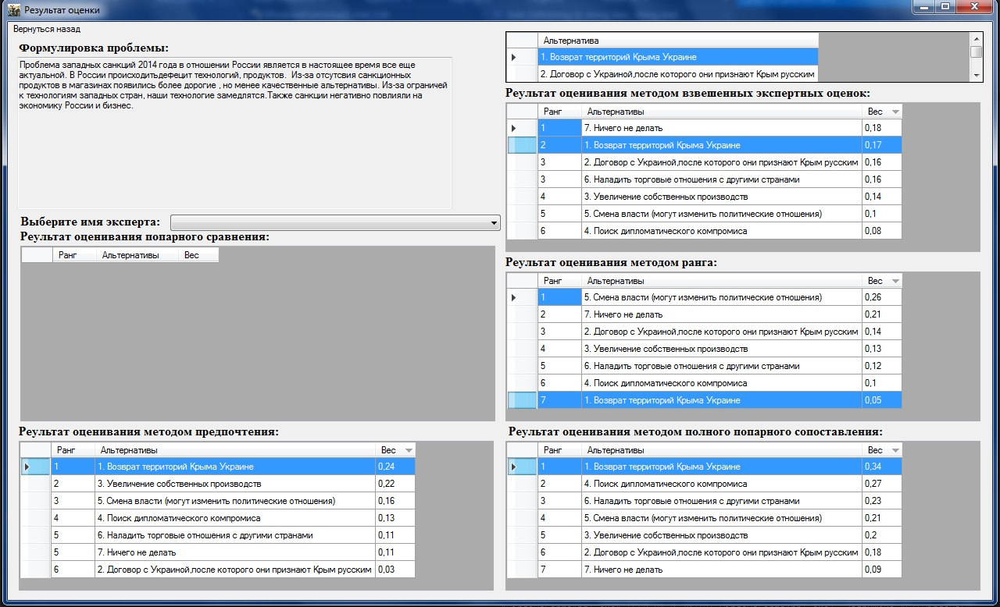 Результат оценки
Вернуться назад
Формулировка проблемы:
Проблема западных санкций 2014 года в отношении России является в настоящее время все еще
актуальной. В России происходитьдефецит технологий, продуктов. Из-за отсутсвия санкционных
продуктов в магазинах появились более дорогие , но менее качественные альтернативы. Из-за ограничей
к технологиям западных стран, наши технологие замедлятся.Также санкции негативно повлияли на
экономику России и бизнес.
Выберите имя эксперта:
Результат оценивания попарного сравнения:
Ранг Альтернативы Вес
Результат оценивания методом предпочтения:
Ранг Альтернативы Вес
1 1. Возврат территорий Крыма Украине 0,24
2 3. Увеличение собственных производств 0,22
3 5. Смена власти (могут изменить политические отношения) 0,16
4 4. Поиск дипломатического компромиса 0,13
5 6. Наладить торговые отношения с другими странами 0,11
5 7. Ничего не делать 0,11
6 2. Договор с Украиной,после которого они признают Крым русским 0,03
Альтернатива
1. Возврат территорий Крыма Украине
2. Договор с Украиной,после которого они признают Крым русским
Реультат оценивания методом взвешенных экспертных оценок:
Ранг Альтернативы Вес
1 7. Ничего не делать 0,18
2 1. Возврат территорий Крыма Украине 0,17
3 2. Договор с Украиной,после которого они признают Крым русским 0,16
3 6. Наладить торговые отношения с другими странами 0,16
4 3. Увеличение собственных производств 0,14
5 5. Смена власти (могут изменить политические отношения) 0,1
6 4. Поиск дипломатического компромиса 0,08
Результат оценивания методом ранга:
Ранг Альтернативы Вес
1 5. Смена власти (могут изменить политические отношения) 0,26
2 7. Ничего не делать 0,21
3 2. Договор с Украиной,после которого они признают Крым русским 0,14
4 3. Увеличение собственных производств 0,13
5 6. Наладить торговые отношения с другими странами 0,12
6 4. Поиск дипломатического компромиса 0,1
7 1. Возврат территорий Крыма Украине 0,05
Результат оценивания методом полного попарного сопоставления:
Ранг Альтернативы Вес
1 1. Возврат территорий Крыма Украине 0,34
2 4. Поиск дипломатического компромиса 0,27
3 6. Наладить торговые отношения с другими странами 0,23
4 5. Смена власти (могут изменить политические отношения) 0,21
5 3. Увеличение собственных производств 0,2
6 2. Договор с Украиной,после которого они признают Крым русским 0,18
7 7. Ничего не делать 0,09